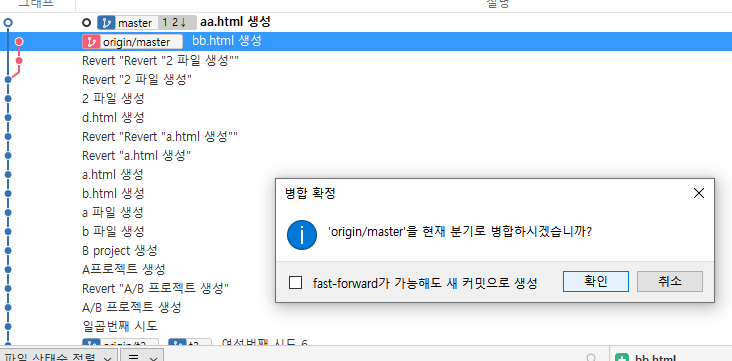 그래프 설명
master 1 2↓ aa.html 생성
origin/master bb.html 생성
Revert "Revert "2 파일 생성""
Revert "2 파일 생성"
2 파일 생성
d.html 생성
Revert "Revert "a.html 생성""
Revert "a.html 생성"
a.html 생성
b.html 생성
a 파일 생성
b 파일 생성
B project 생성
A프로젝트 생성
Revert "A/B 프로젝트 생성"
A/B 프로젝트 생성
일곱번째 시도
origin/t2 t2 여섯번째 시도 6
병합 확정
'origin/master'을 현재 분기로 병합하시겠습니까?
fast-forward가 가능해도 새 커밋으로 생성
확인 취소
파일 상태순 정렬
bb.html